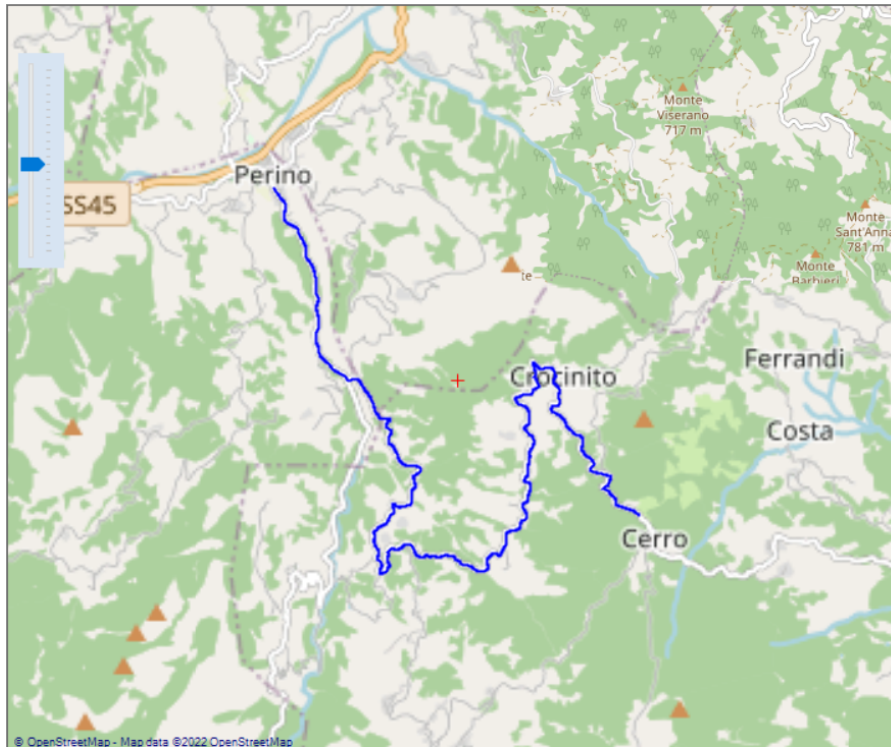 Monte
Viserano
717 m
Perino
SS45
Monte
Sant'Anna
781 m
Monte
Barbieri
te
Ferrandi
Crocinito
Costa
Cerro
© OpenStreetMap - Map data ©2022 OpenStreetMap